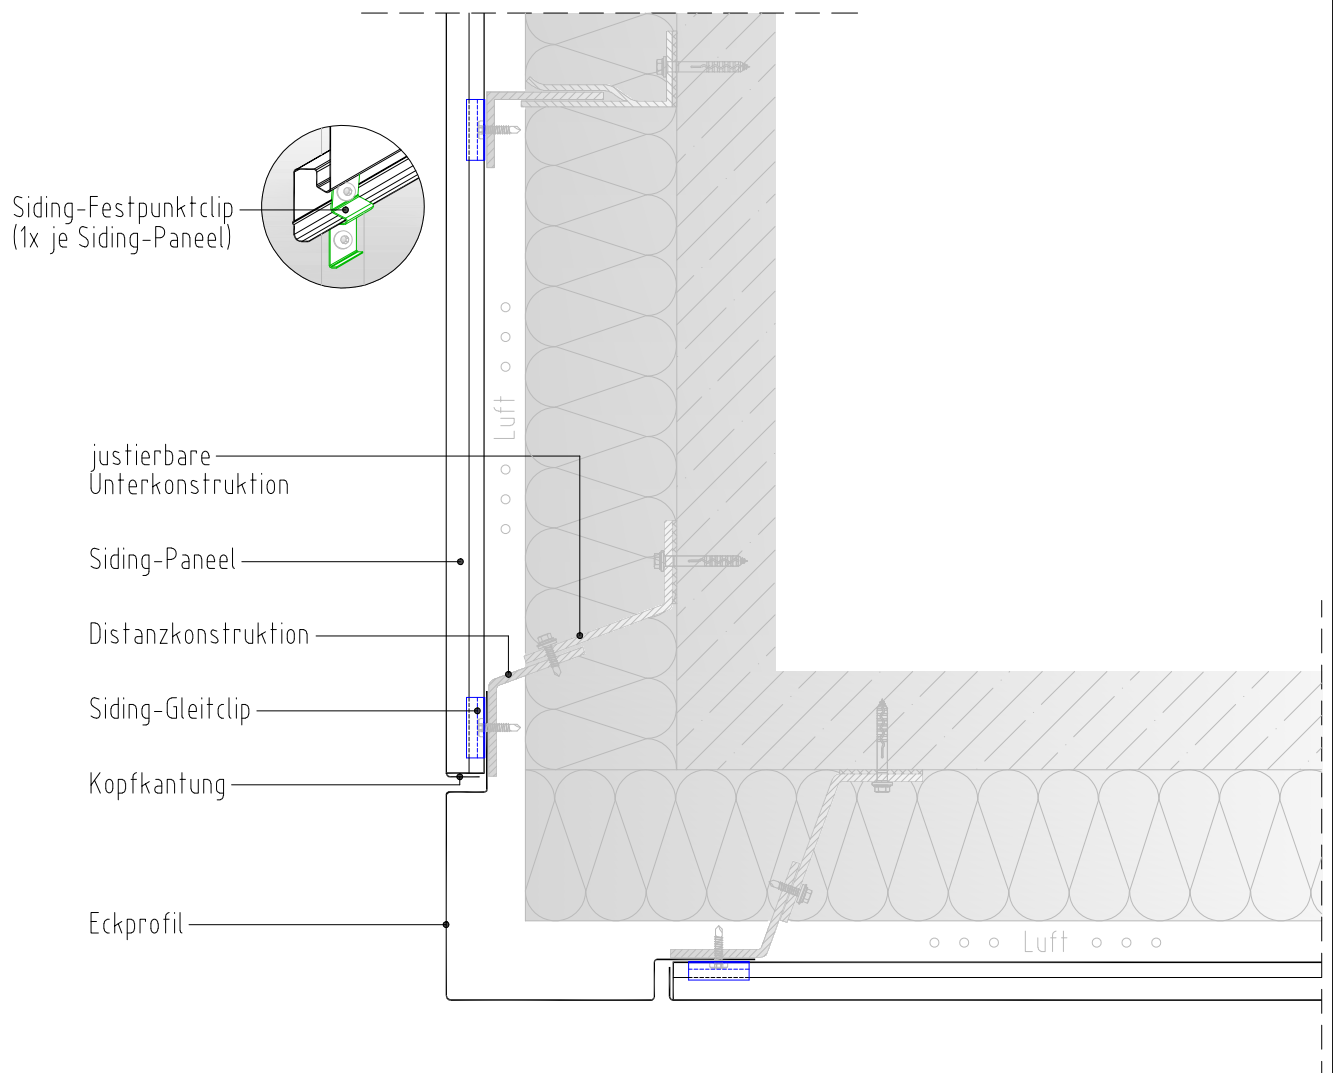 Siding-Festpunktclip
(1x je Siding-Paneel)
Luft
justierbare
Unterkonstruktion
Siding-Paneel
Distanzkonstruktion
Siding-Gleitclip
Kopfkantung
Eckprofil
Luft